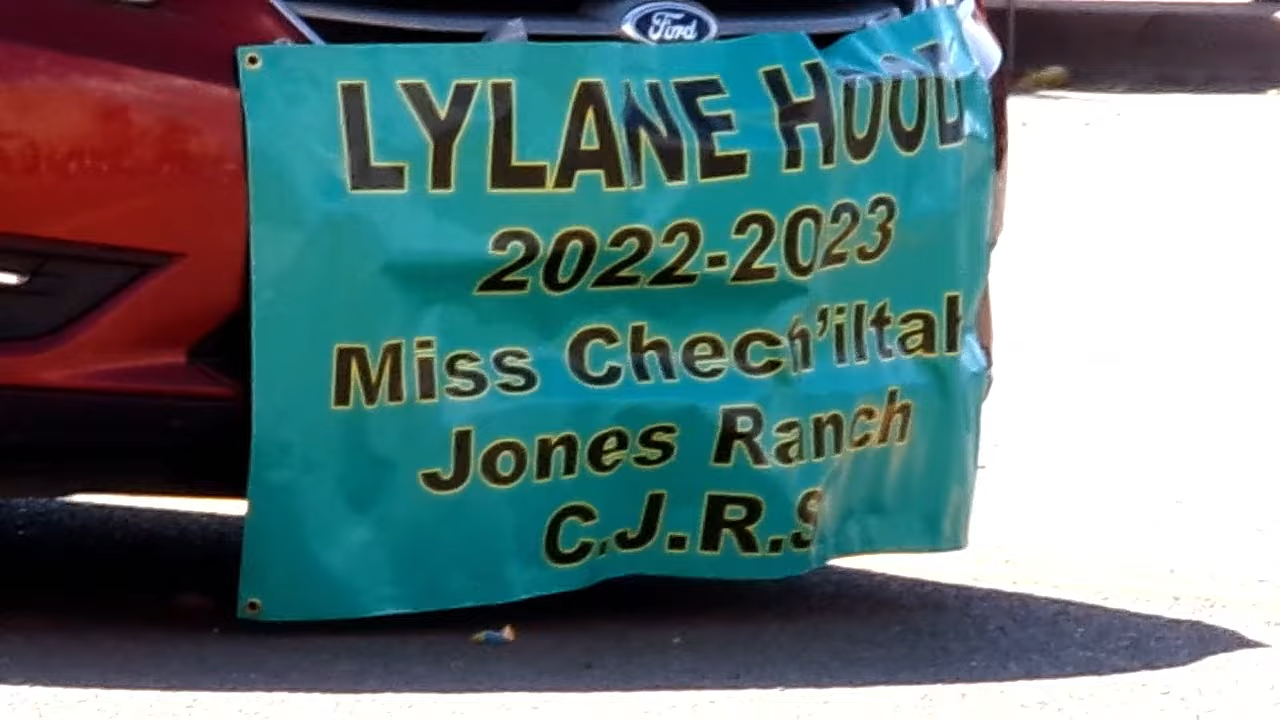 Ford
LYLANE HOOD
2022-2023
Miss Chech'iltah
Jones Ranch
C.J.R.S